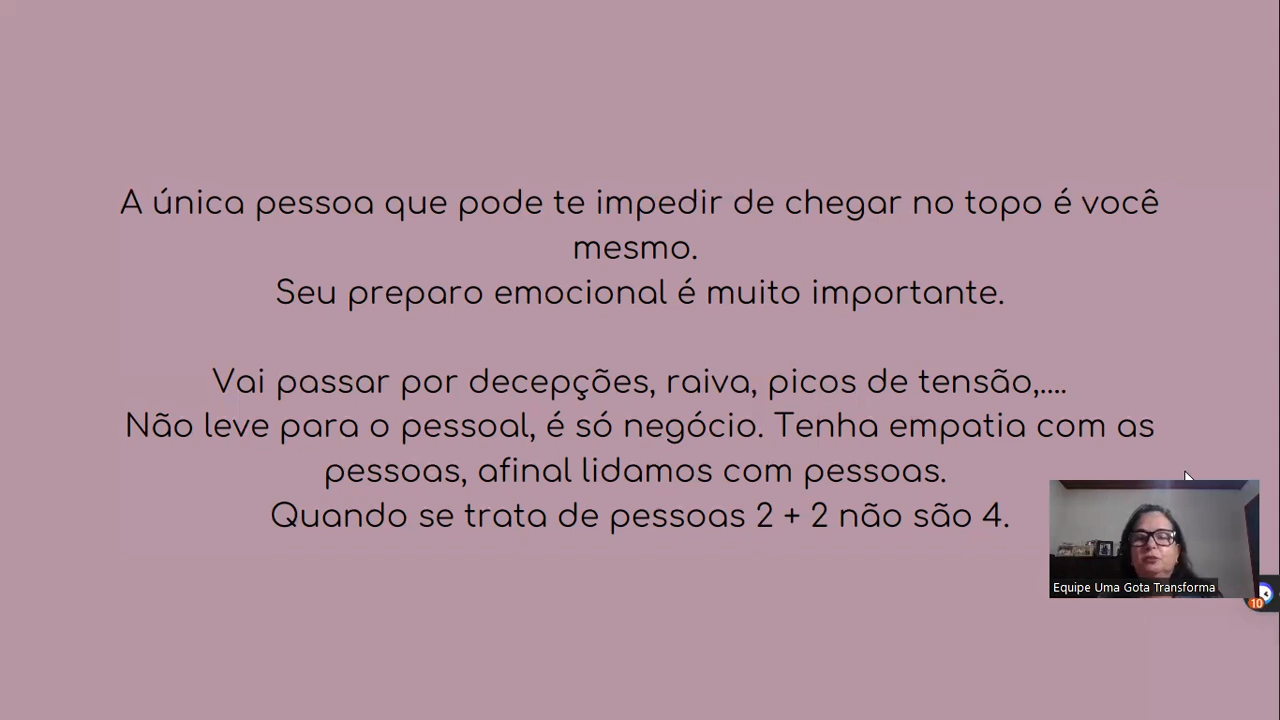 A única pessoa que pode te impedir de chegar no topo é você
mesmo.
Seu preparo emocional é muito importante.
Vai passar por decepções, raiva, picos de tensão,....
Não leve para o pessoal, é só negócio. Tenha empatia com as
pessoas, afinal lidamos com pessoas.
Quando se trata de pessoas 2 + 2 não são 4.
Equipe Uma Gota Transforma
10